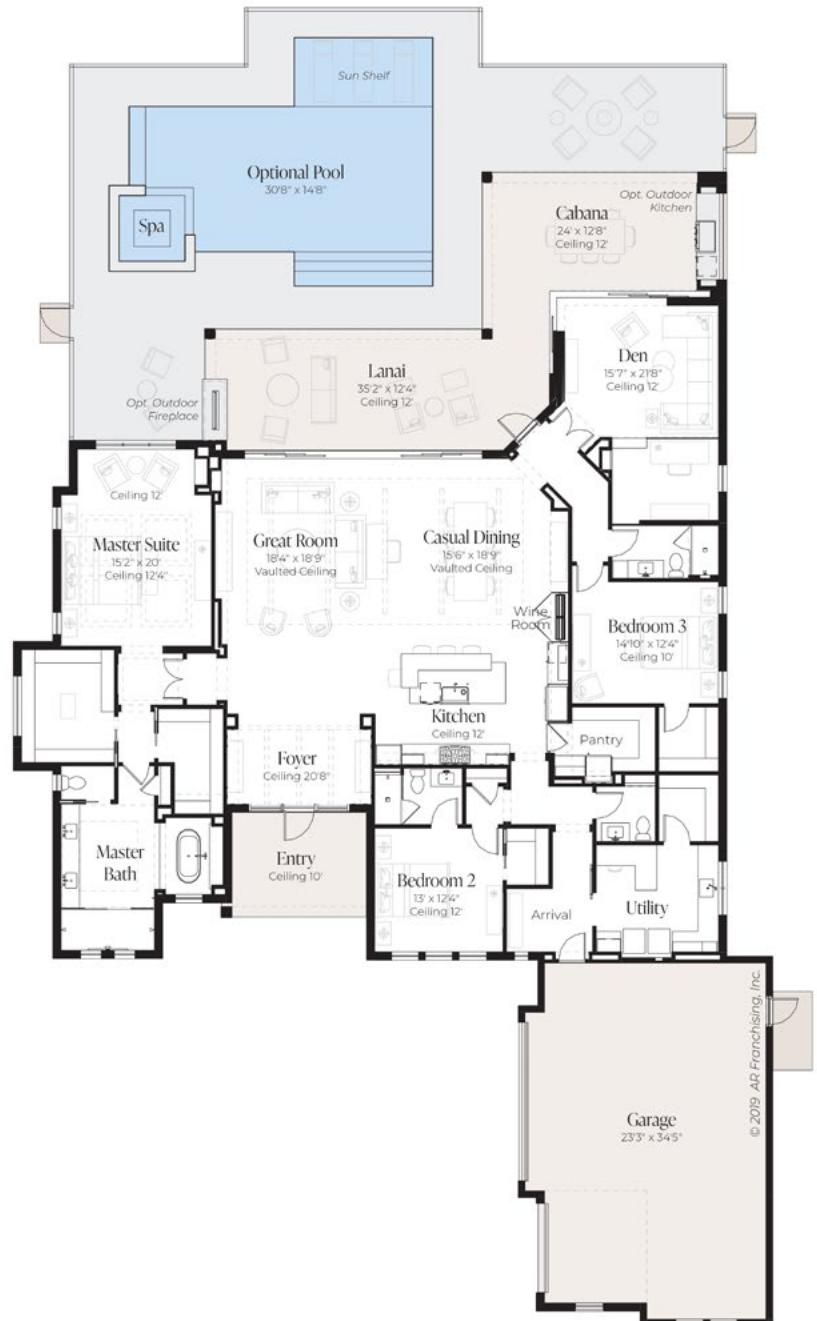 Sun Shelf
Optional Pool
30'8" x 14'8"
Spa
Opt. Outdoor
Kitchen
Cabana
24' x 12'8"
Ceiling 12'
Den
15'7" x 21'8"
Ceiling 12'
Lanai
35'2" x 12'4"
Ceiling 12'
Opt. Outdoor
Fireplace
Ceiling 12'
Master Suite
15'2" x 20'
Ceiling 12'4"
Great Room
18'4" x 18'9"
Vaulted Ceiling
Casual Dining
15'6" x 18'9"
Vaulted Ceiling
Wine
Room
Bedroom 3
14'10" x 12'4"
Ceiling 10'
Kitchen
Ceiling 12'
Pantry
Foyer
Ceiling 20'8"
Master
Bath
Entry
Ceiling 10'
Bedroom 2
13' x 12'4"
Ceiling 12'
Arrival
Utility
Garage
23'3" x 34'5"
© 2019 AR Franchising, Inc.